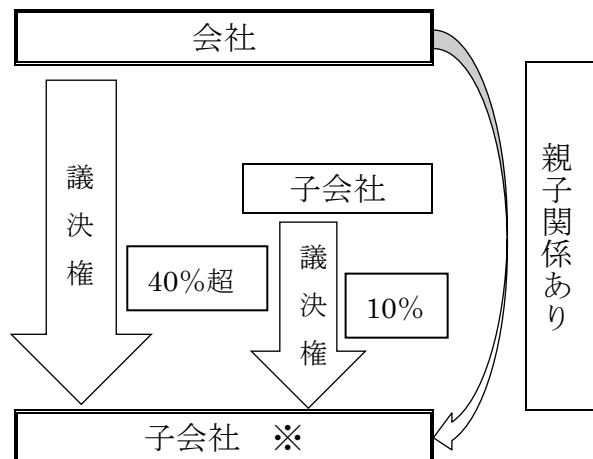 会社
議決権
40%超
子会社
議決権
10%
親子関係あり
子会社　※